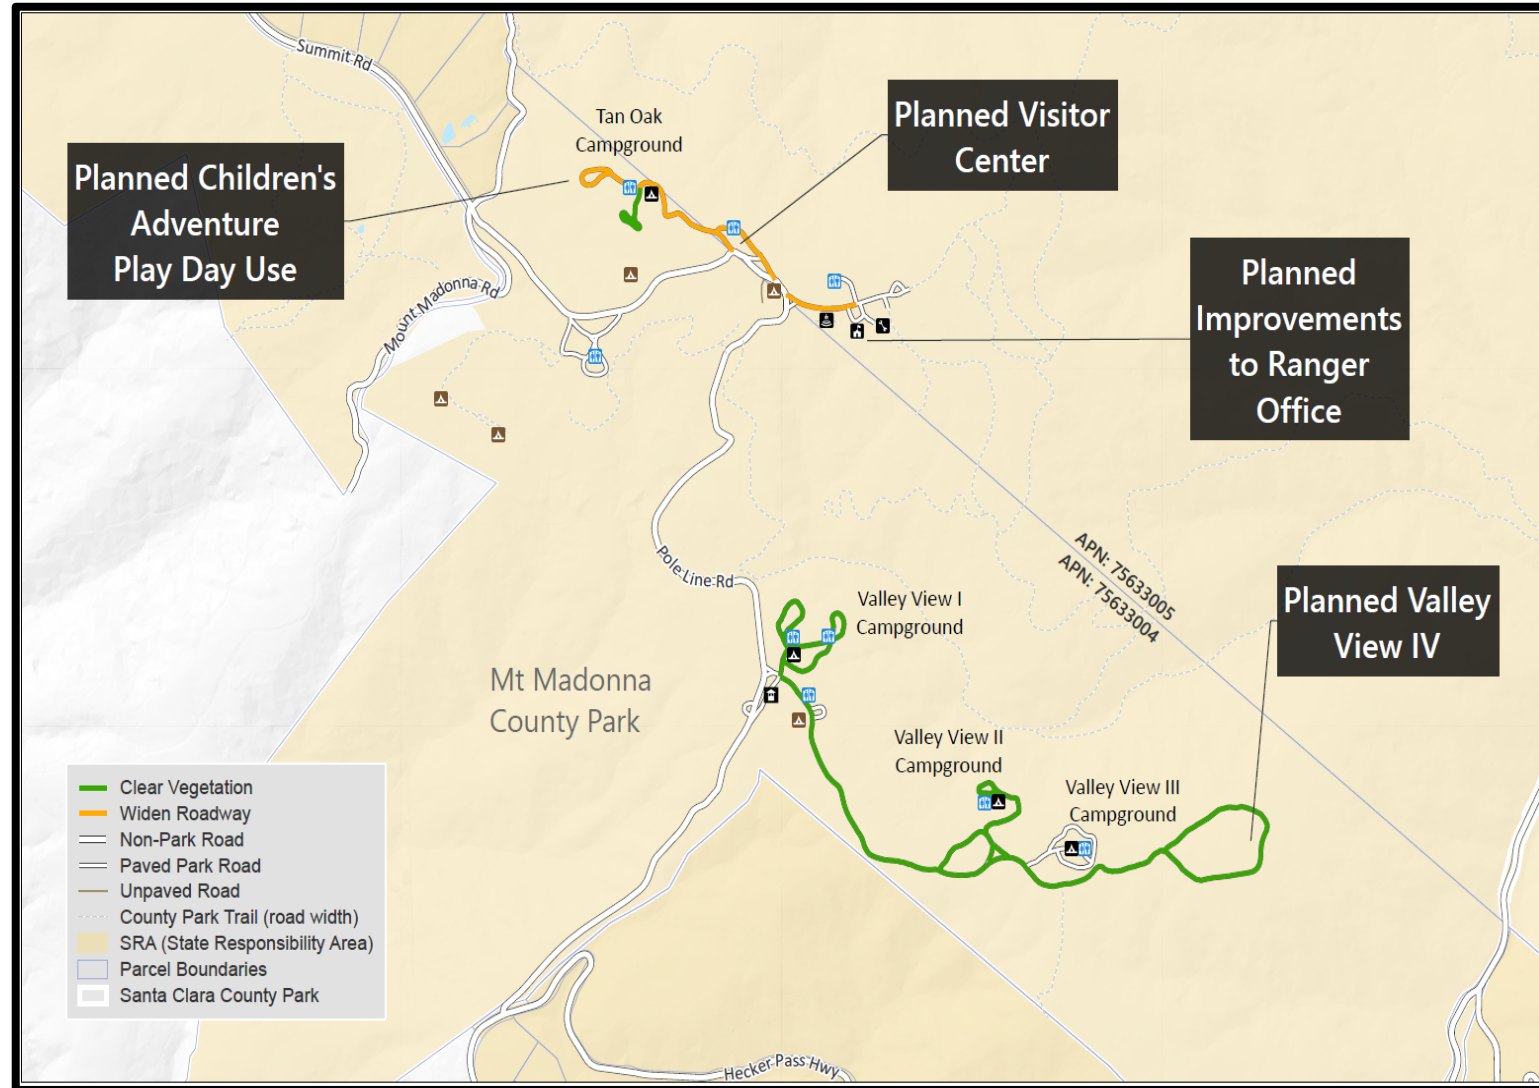 Summit Rd
Tan Oak
Campground
Planned Visitor
Center
Planned Children's
Adventure
Play Day Use
Planned
Improvements
to Ranger
Office
Mount Madonna Rd
Pole Line Rd
APN: 75633005
APN: 75633004
Valley View I
Campground
Planned Valley
View IV
Mt Madonna
County Park
Valley View II
Campground
Valley View III
Campground
Clear Vegetation
Widen Roadway
Non-Park Road
Paved Park Road
Unpaved Road
County Park Trail (road width)
SRA (State Responsibility Area)
Parcel Boundaries
Santa Clara County Park
Hecker Pass Hwy